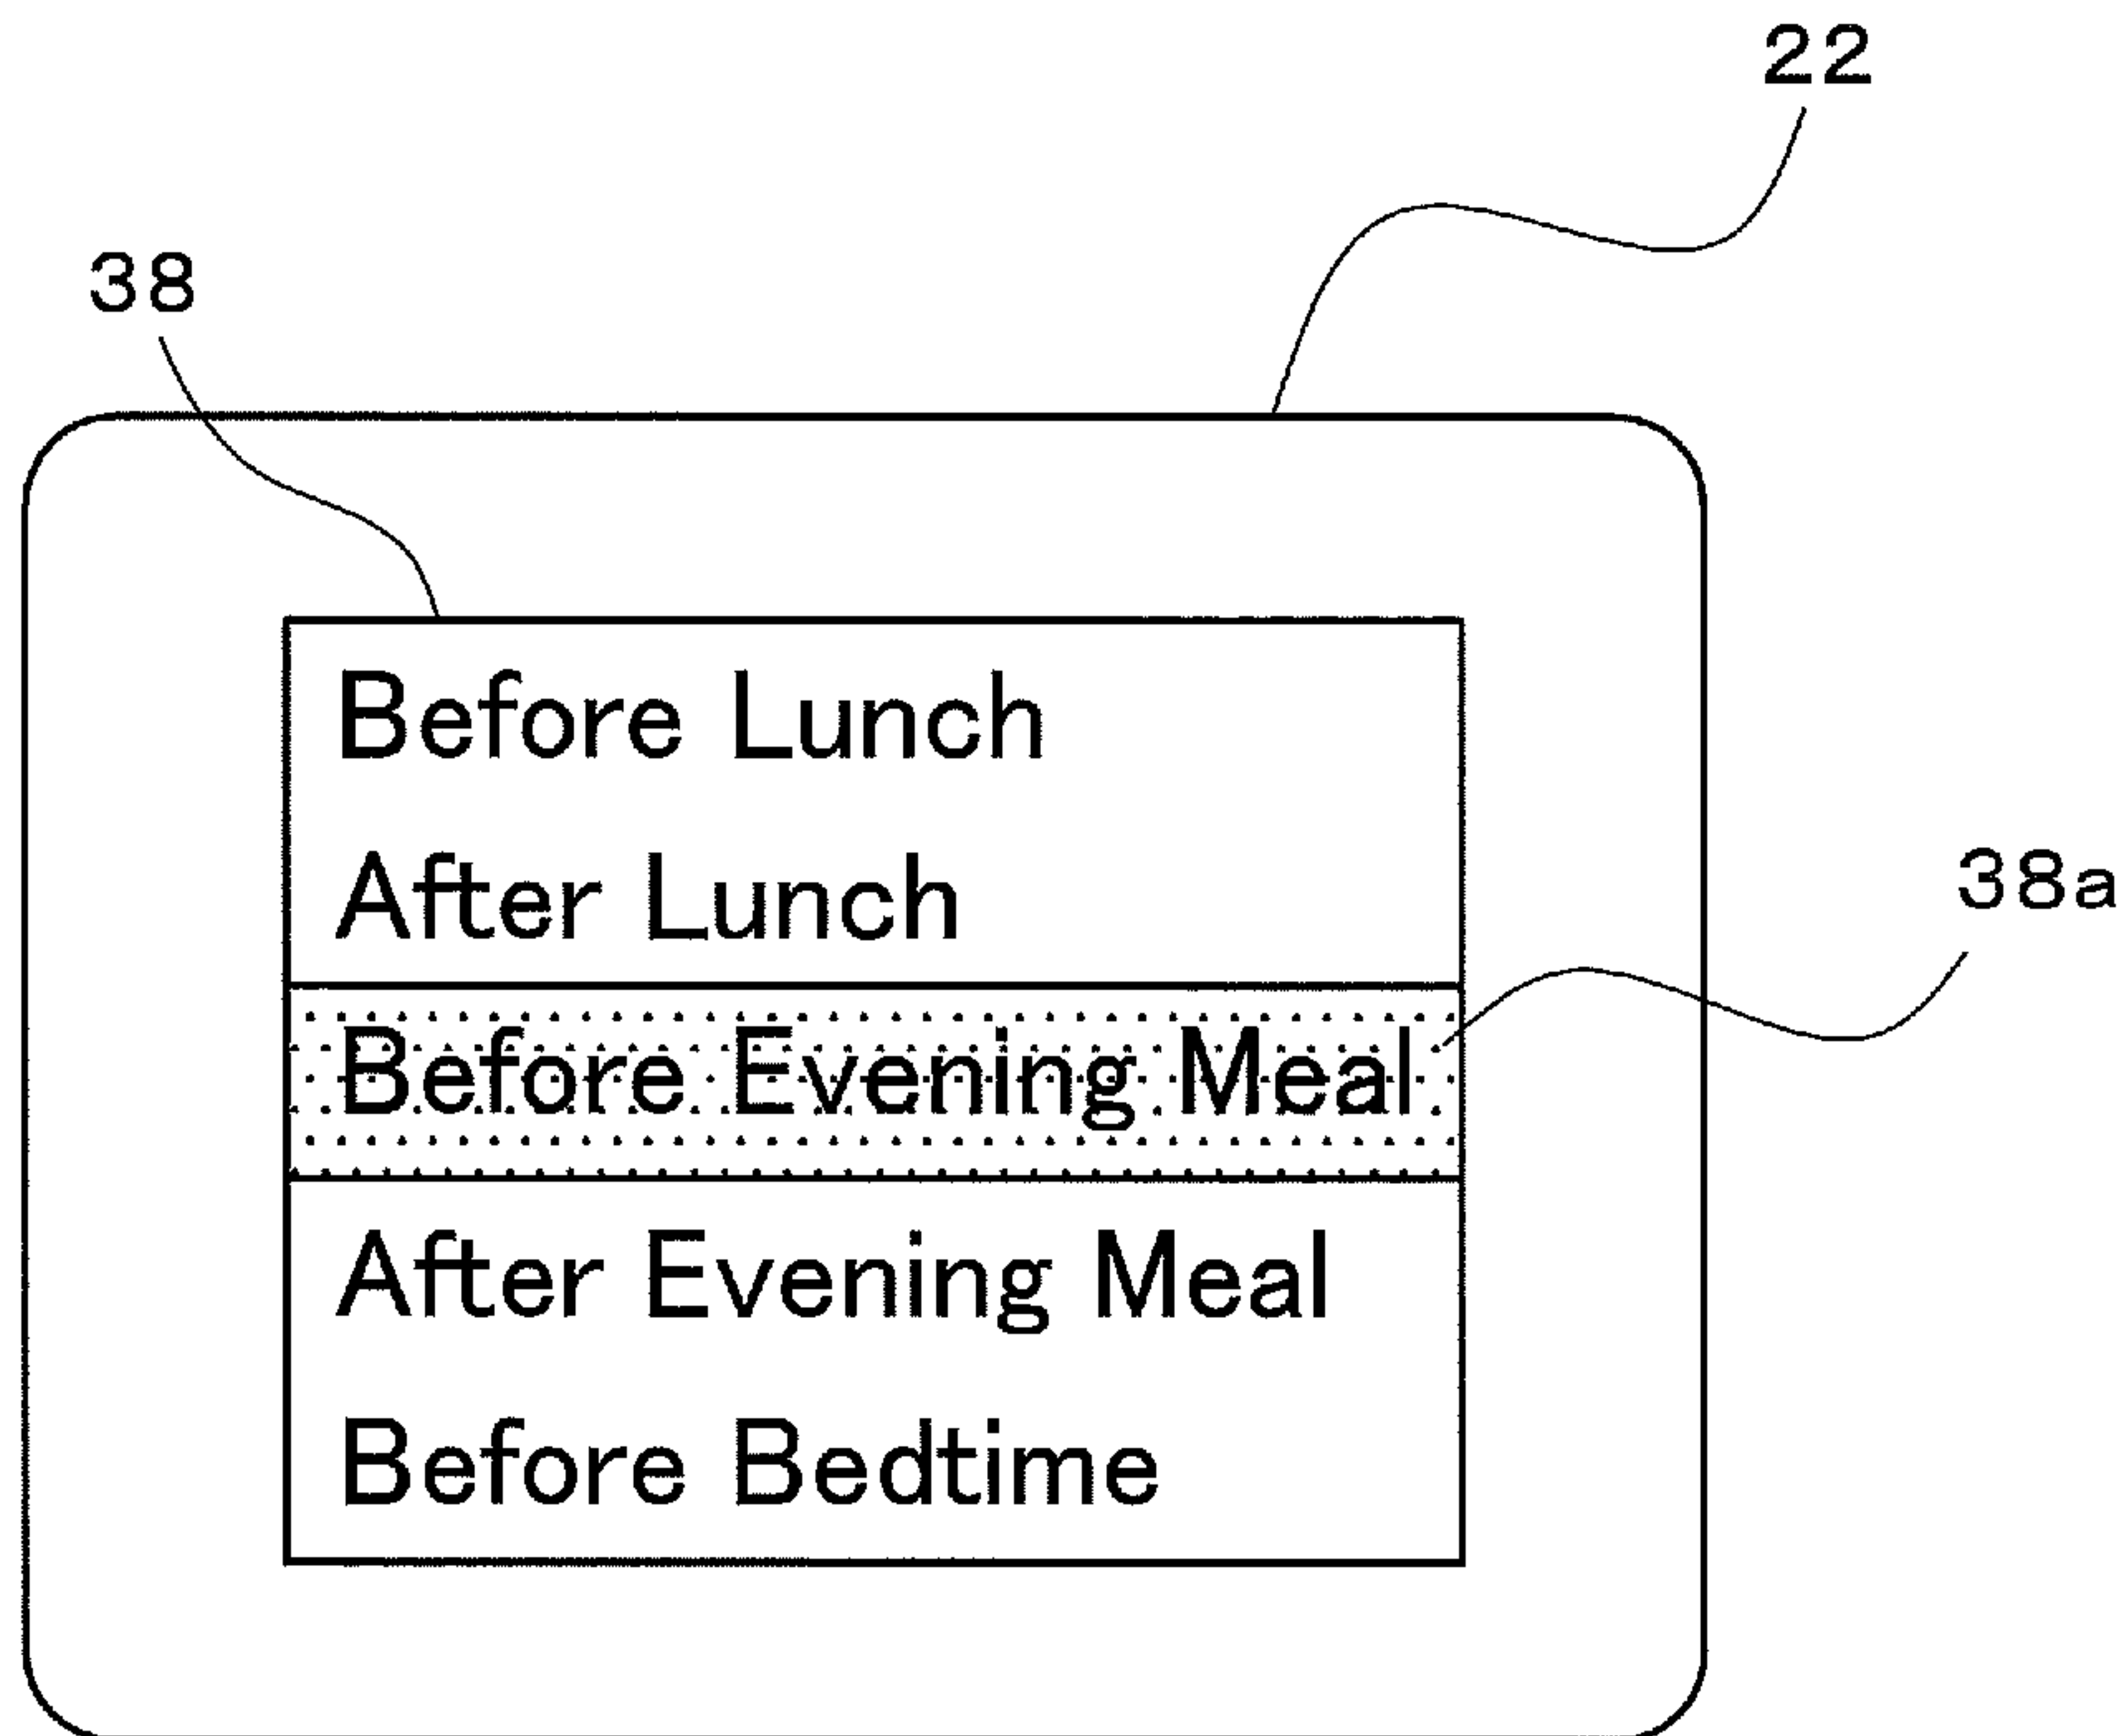 22
38
Before Lunch
After Lunch
38a
Before Evening Meal
After Evening Meal
Before Bedtime